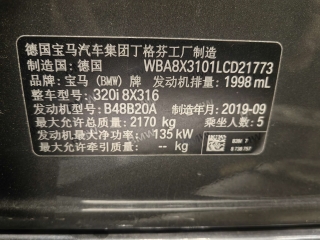 德国宝马汽车集团丁格芬工厂制造
制造国: 德国 WBA8X3101LCD21773
品牌: 宝马 (BMW) 牌 发动机排量: 1998 mL
整车型号: 320i 8X316
发动机型号: B48B20A 制造年月: 2019-09
最大允许总质量: 2170 kg 乘坐人数: 5
发动机最大净功率: 135 kW
最大允许牵引质量: -- kg